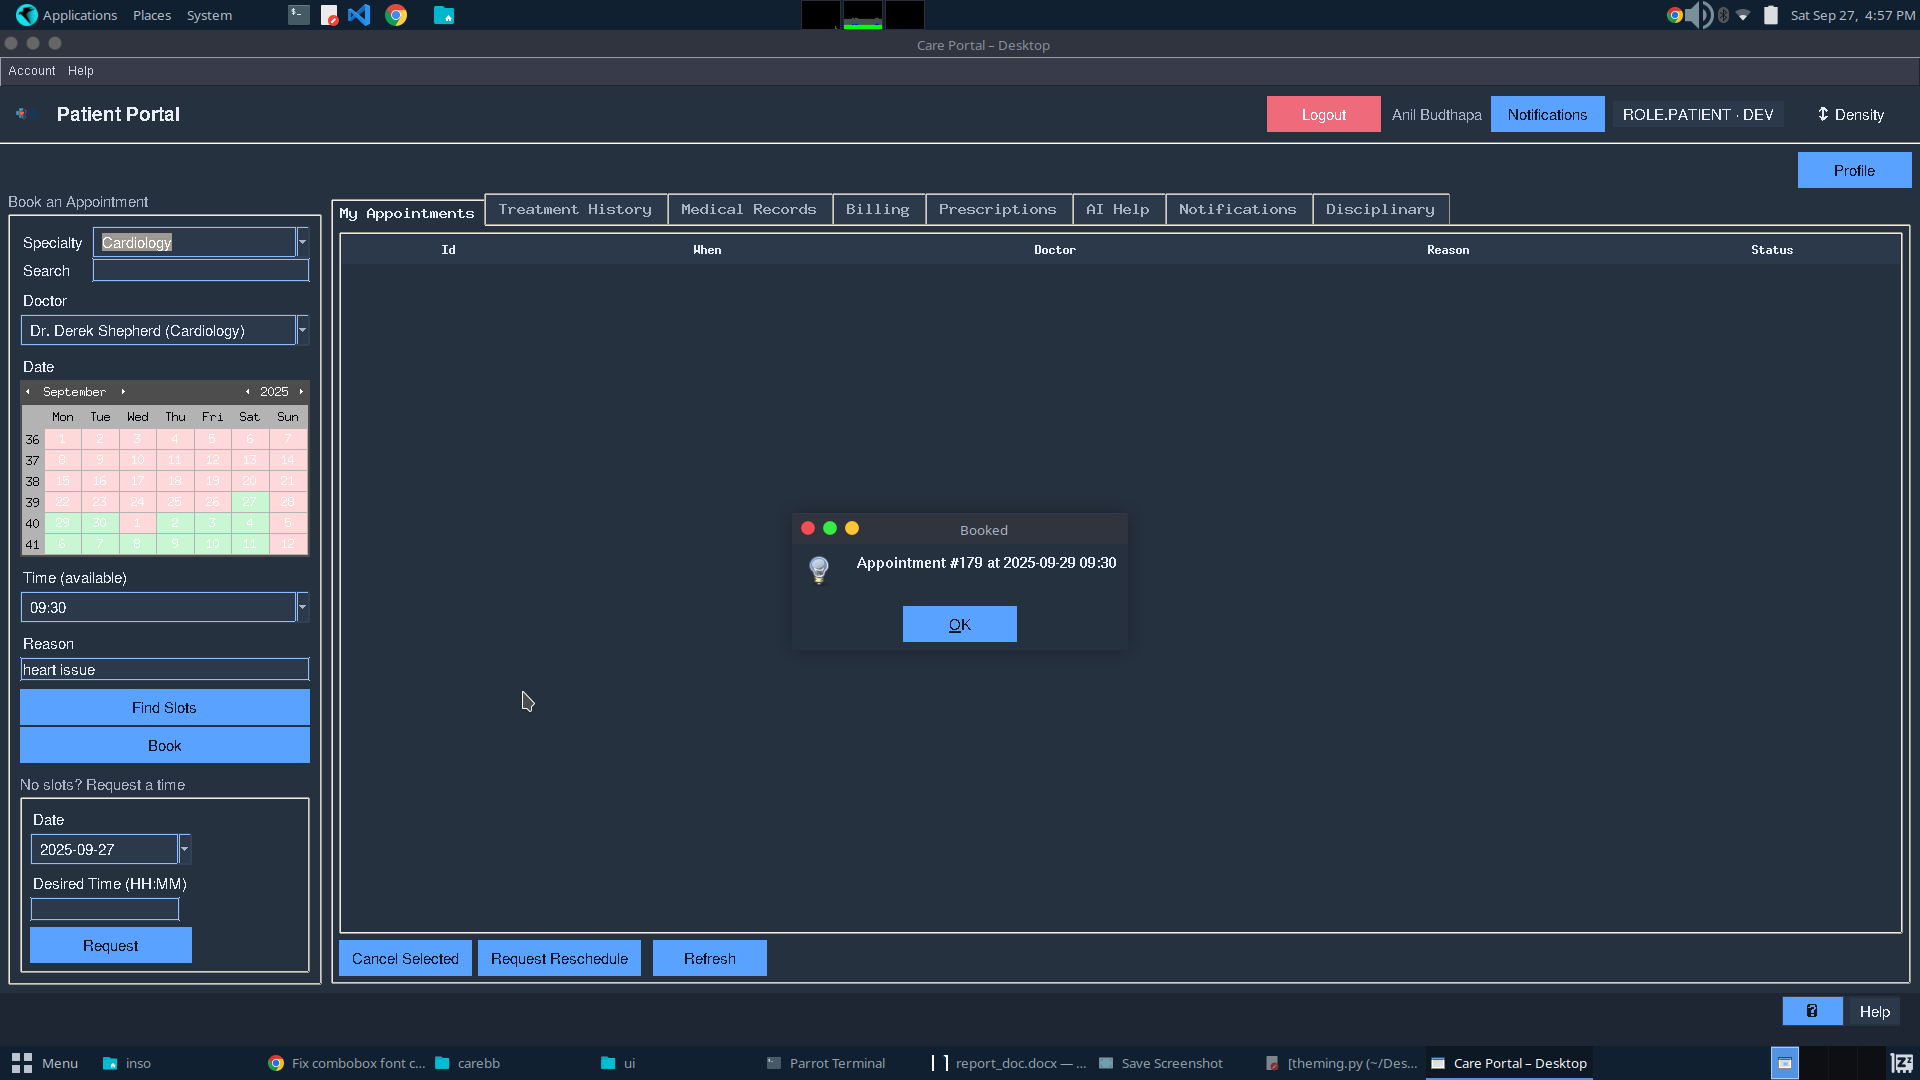 Applications Places System
Sat Sep 27, 4:57 PM
Care Portal – Desktop
Account Help
Patient Portal
Logout Anil Budthapa Notifications ROLE.PATIENT · DEV ⇕ Density
Profile
Book an Appointment
Specialty Cardiology
Search
Doctor
Dr. Derek Shepherd (Cardiology)
Date
September 2025
Mon Tue Wed Thu Fri Sat Sun
36 1 2 3 4 5 6 7
37 8 9 10 11 12 13 14
38 15 16 17 18 19 20 21
39 22 23 24 25 26 27 28
40 29 30 1 2 3 4 5
41 6 7 8 9 10 11 12
Time (available)
09:30
Reason
heart issue
Find Slots
Book
No slots? Request a time
Date
2025-09-27
Desired Time (HH:MM)
Request
My Appointments Treatment History Medical Records Billing Prescriptions AI Help Notifications Disciplinary
Id When Doctor Reason Status
Booked
Appointment #179 at 2025-09-29 09:30
OK
Cancel Selected Request Reschedule Refresh
? Help
Menu inso Fix combobox font c... carebb ui Parrot Terminal report_doc.docx — ... Save Screenshot [theming.py (~/Des... Care Portal – Desktop